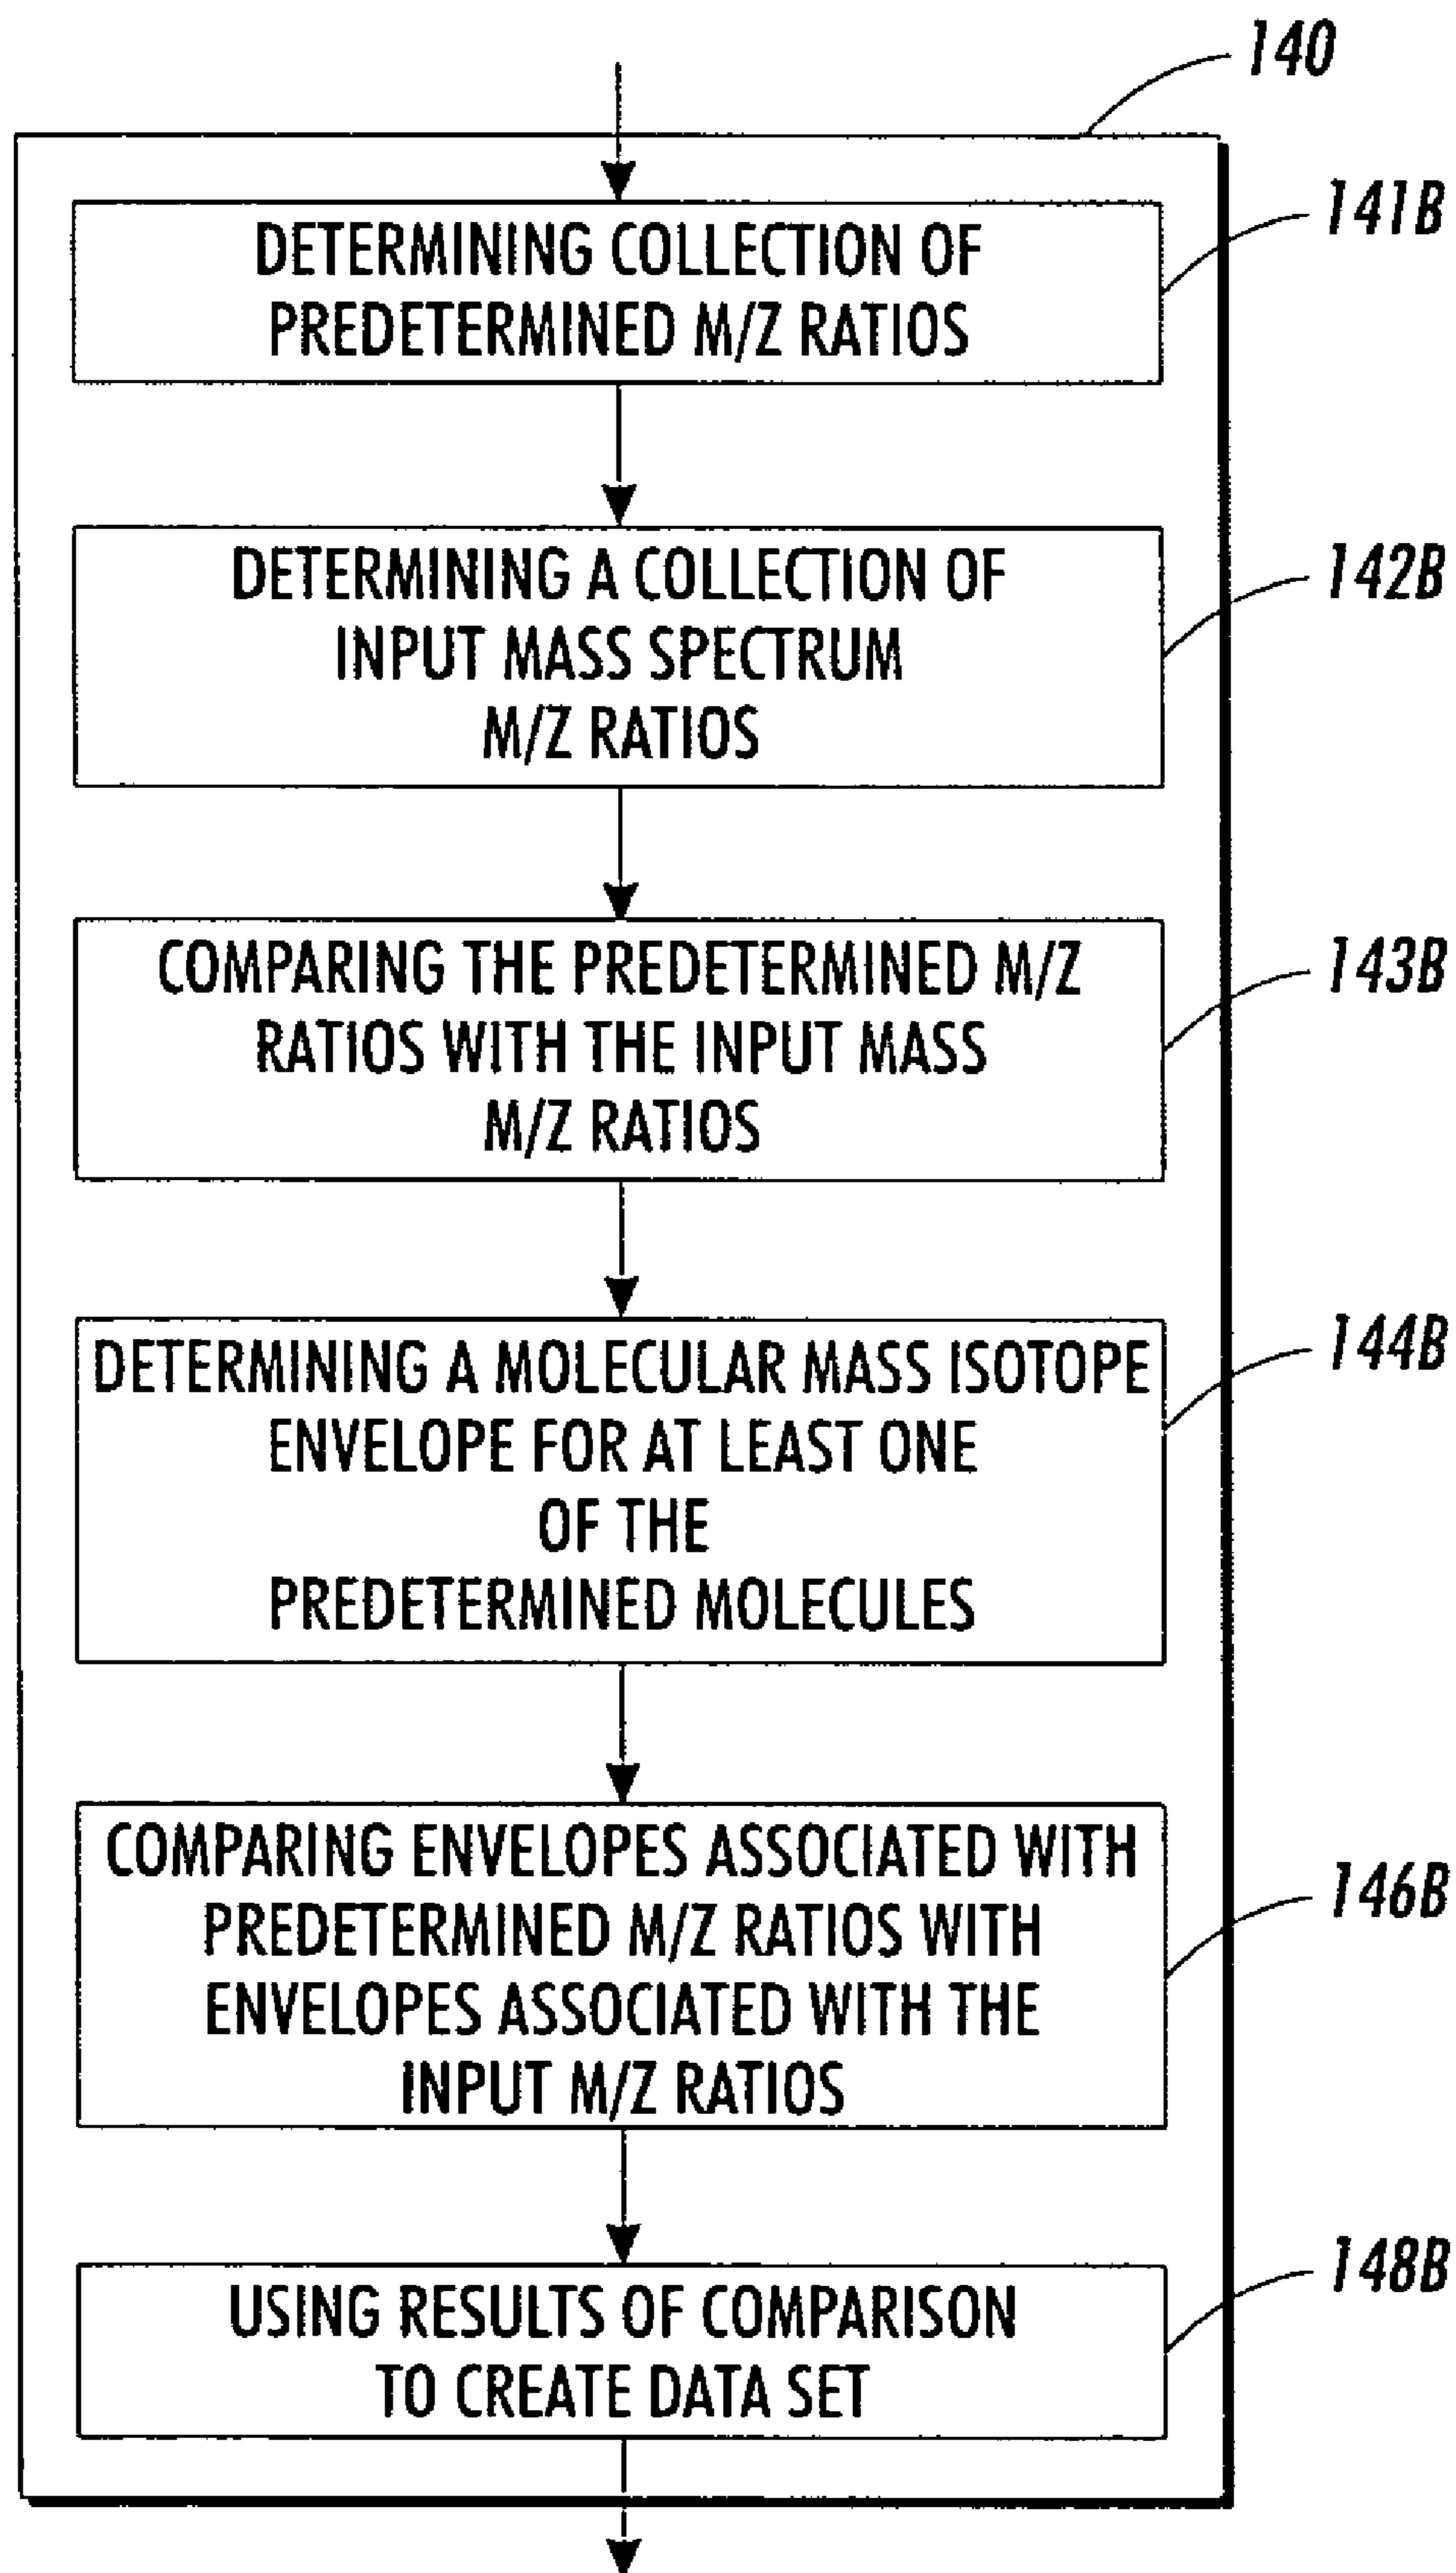 140
DETERMINING COLLECTION OF
PREDETERMINED M/Z RATIOS
141B
DETERMINING A COLLECTION OF
INPUT MASS SPECTRUM
M/Z RATIOS
142B
COMPARING THE PREDETERMINED M/Z
RATIOS WITH THE INPUT MASS
M/Z RATIOS
143B
DETERMINING A MOLECULAR MASS ISOTOPE
ENVELOPE FOR AT LEAST ONE
OF THE
PREDETERMINED MOLECULES
144B
COMPARING ENVELOPES ASSOCIATED WITH
PREDETERMINED M/Z RATIOS WITH
ENVELOPES ASSOCIATED WITH THE
INPUT M/Z RATIOS
146B
USING RESULTS OF COMPARISON
TO CREATE DATA SET
148B